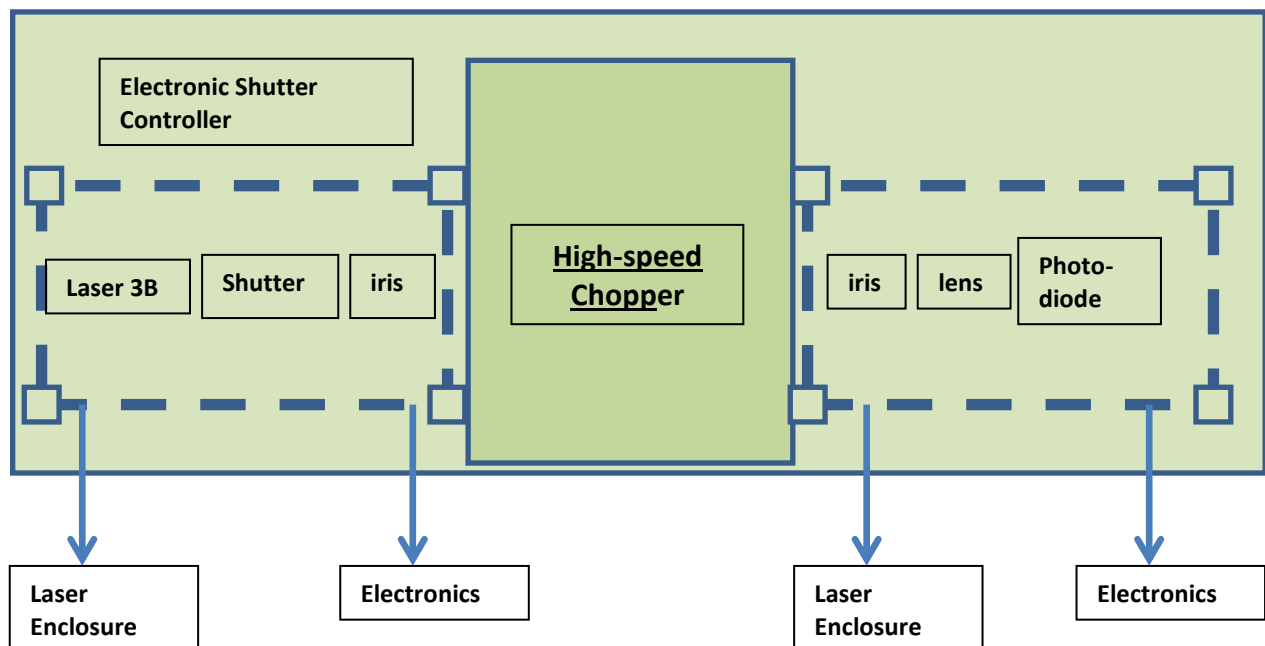 Electronic Shutter
Controller
Laser 3B
Shutter
iris
High-speed
Chopper
iris
lens
Photo-
diode
Laser
Enclosure
Electronics
Laser
Enclosure
Electronics